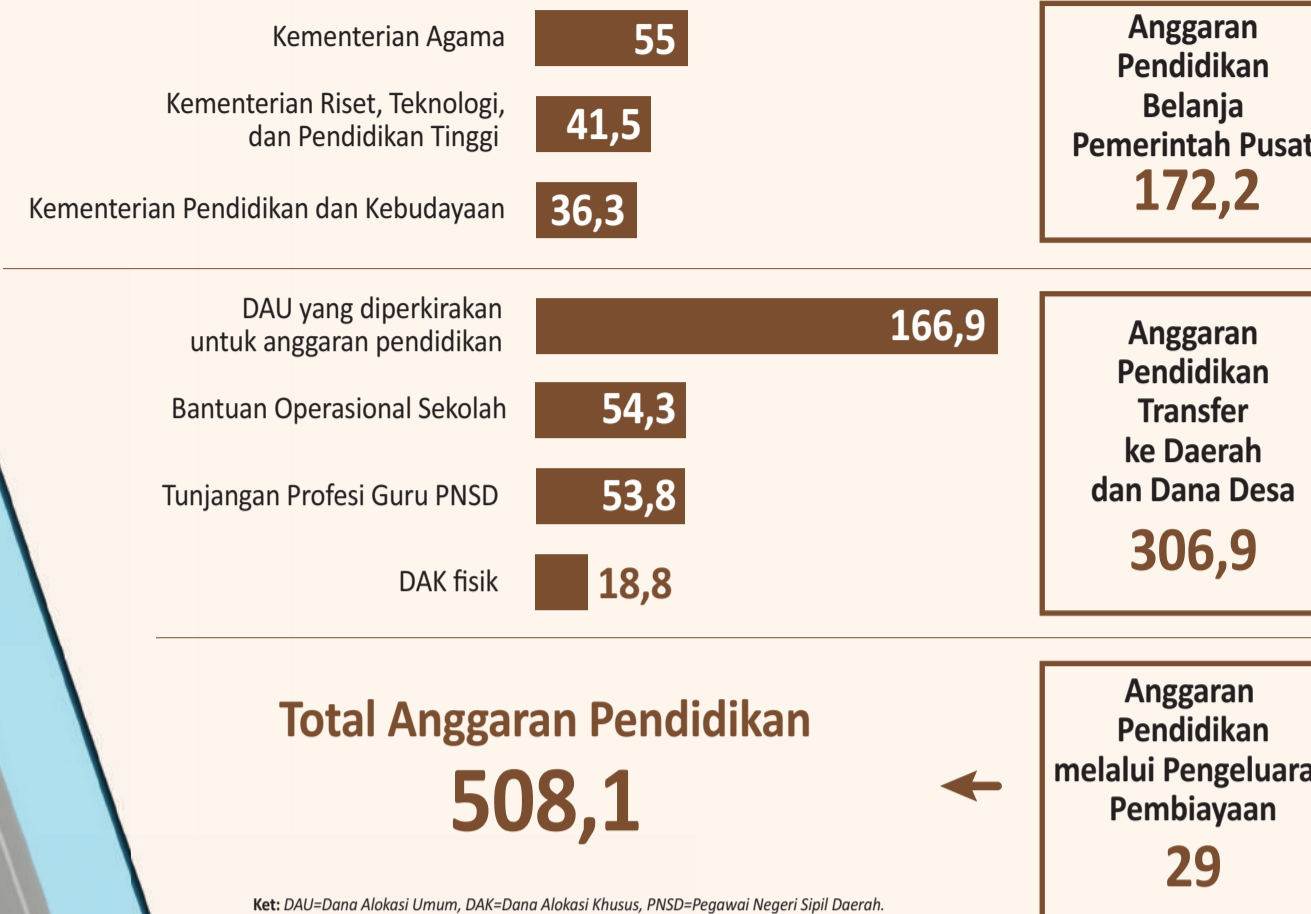 Kementerian Agama
55
Kementerian Riset, Teknologi,
dan Pendidikan Tinggi
41,5
Kementerian Pendidikan dan Kebudayaan
36,3
Anggaran
Pendidikan
Belanja
Pemerintah Pusat
172,2
DAU yang diperkirakan
untuk anggaran pendidikan
166,9
Bantuan Operasional Sekolah
54,3
Tunjangan Profesi Guru PNSD
53,8
DAK fisik
18,8
Anggaran
Pendidikan
Transfer
ke Daerah
dan Dana Desa
306,9
Total Anggaran Pendidikan
508,1
Anggaran
Pendidikan
melalui Pengeluara
Pembiayaan
29
Ket: DAU=Dana Alokasi Umum, DAK=Dana Alokasi Khusus, PNSD=Pegawai Negeri Sipil Daerah.